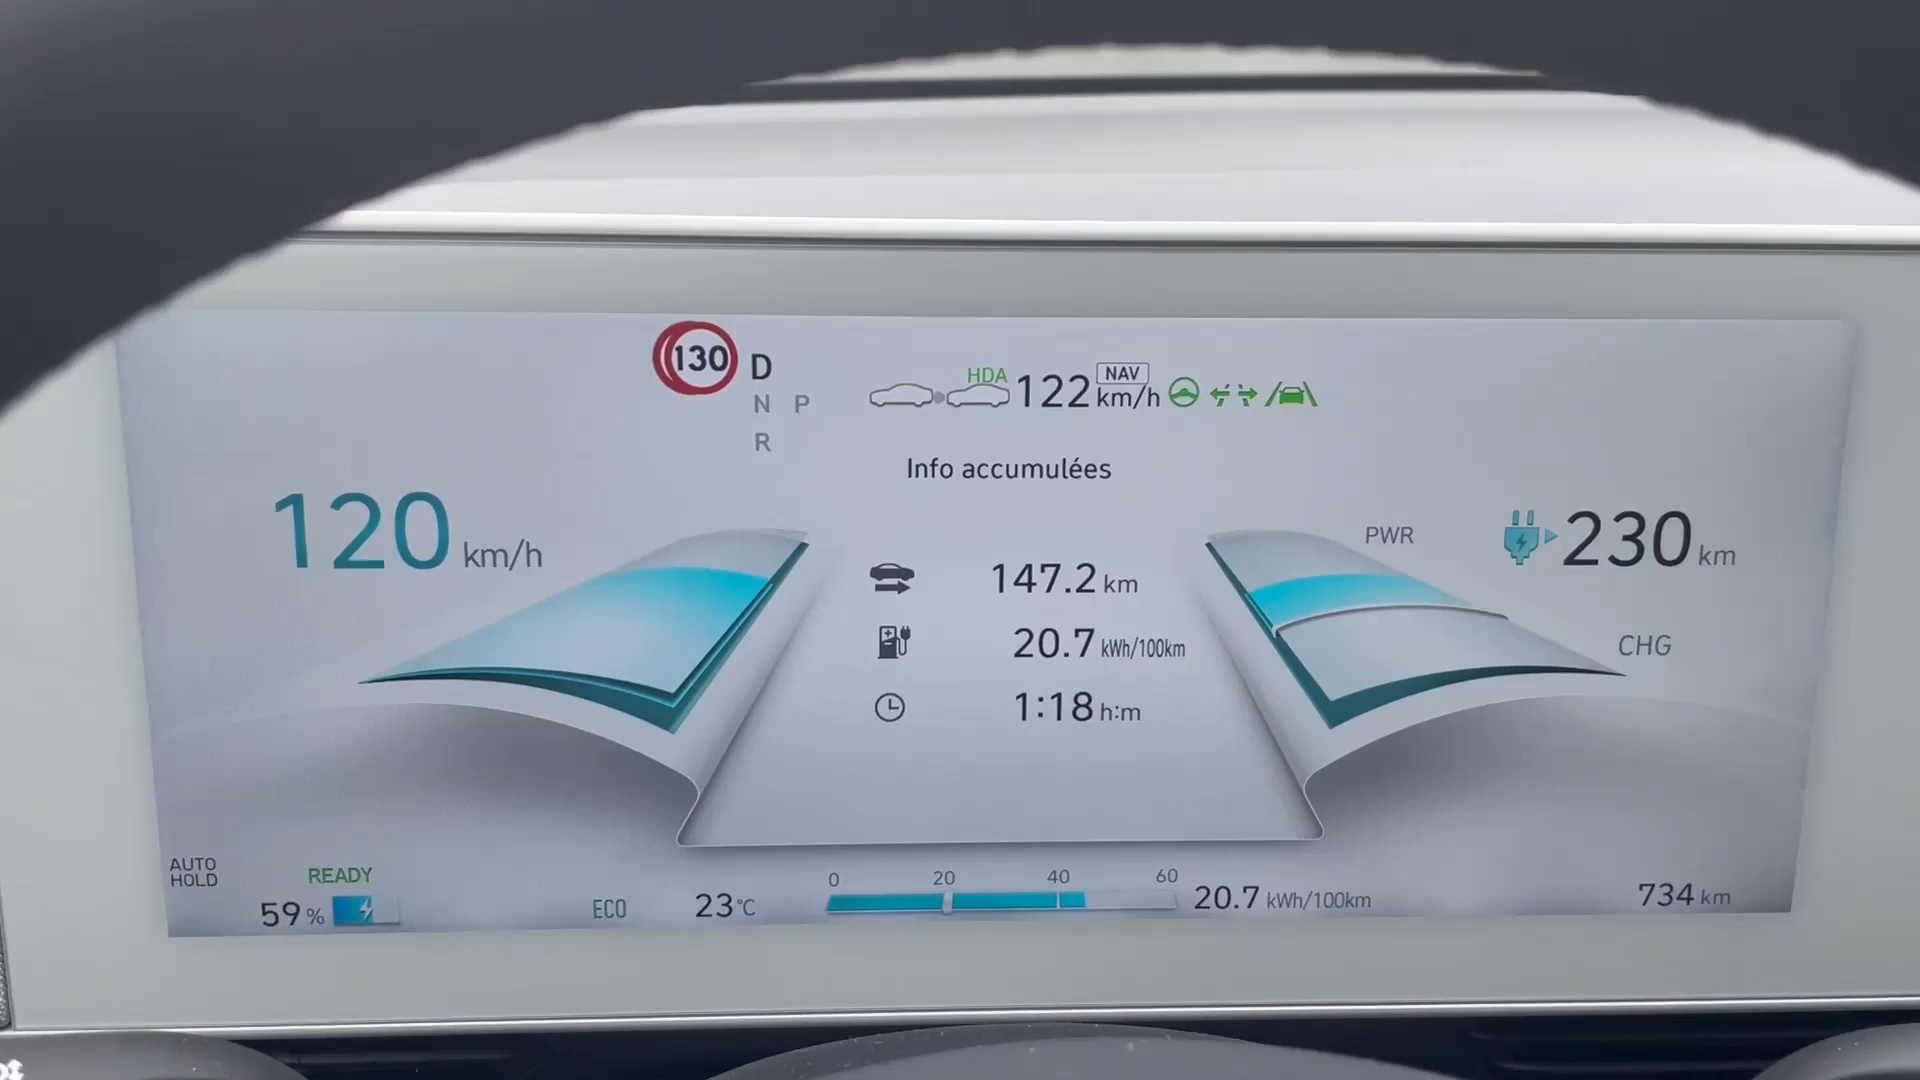 130 D
N P
R
HDA 122 km/h NAV
Info accumulées
120 km/h
147.2 km
20.7 kWh/100km
1:18 h:m
PWR
230 km
CHG
AUTO
HOLD
READY
59 %
ECO
23°C
0 20 40 60
20.7 kWh/100km
734 km